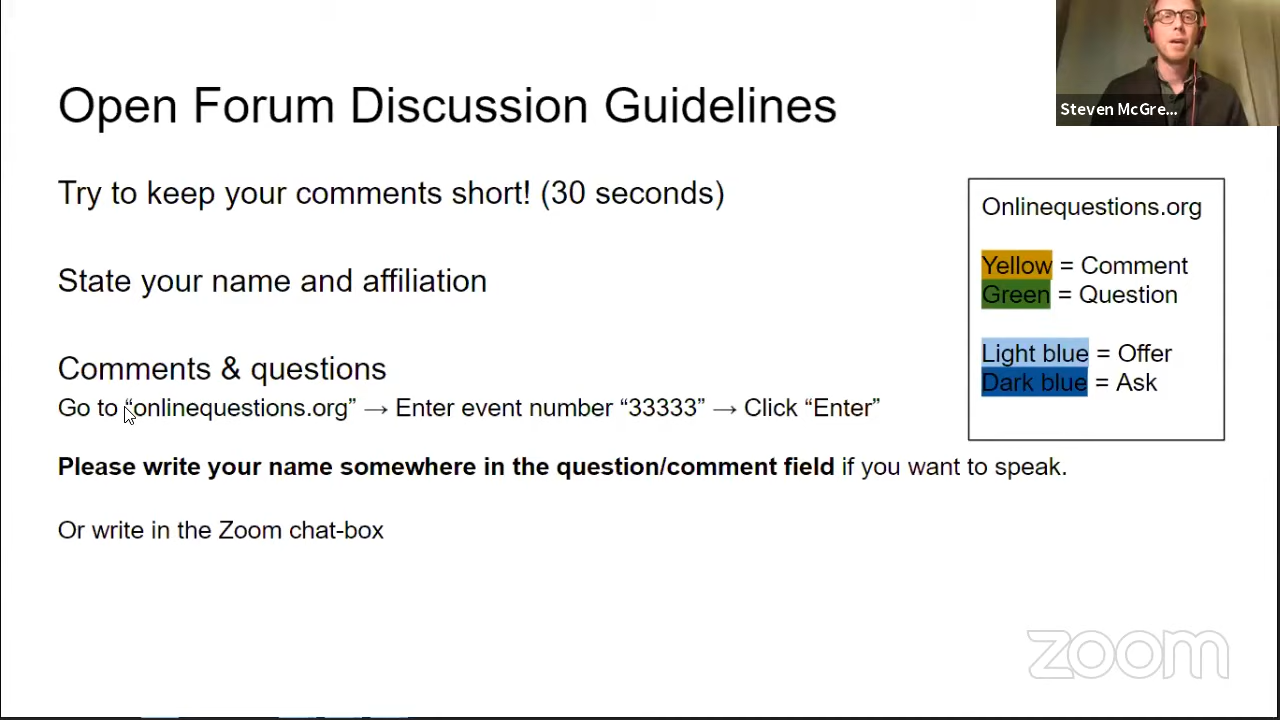 Open Forum Discussion Guidelines
Steven McGre...
Try to keep your comments short! (30 seconds)
State your name and affiliation
Comments & questions
Go to “onlinequestions.org” → Enter event number “33333” → Click “Enter”
Please write your name somewhere in the question/comment field if you want to speak.
Or write in the Zoom chat-box
Onlinequestions.org
Yellow = Comment
Green = Question
Light blue = Offer
Dark blue = Ask
zoom